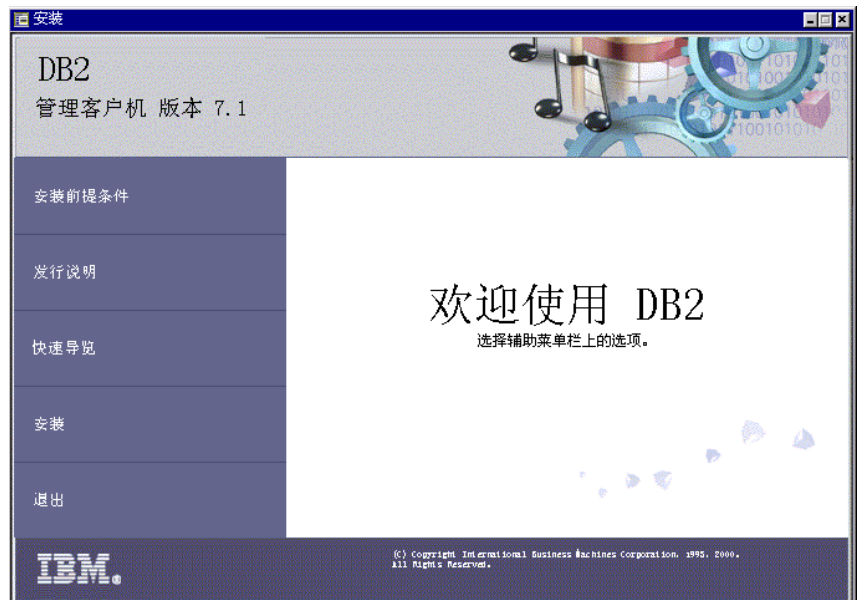 安装
DB2
管理客户机 版本 7.1
安装前提条件
发行说明
快速导览
安装
退出
欢迎使用 DB2
选择辅助菜单栏上的选项。
IBM®
(C) Copyright International Business Machines Corporation. 1995. 2000.
All Rights Reserved.